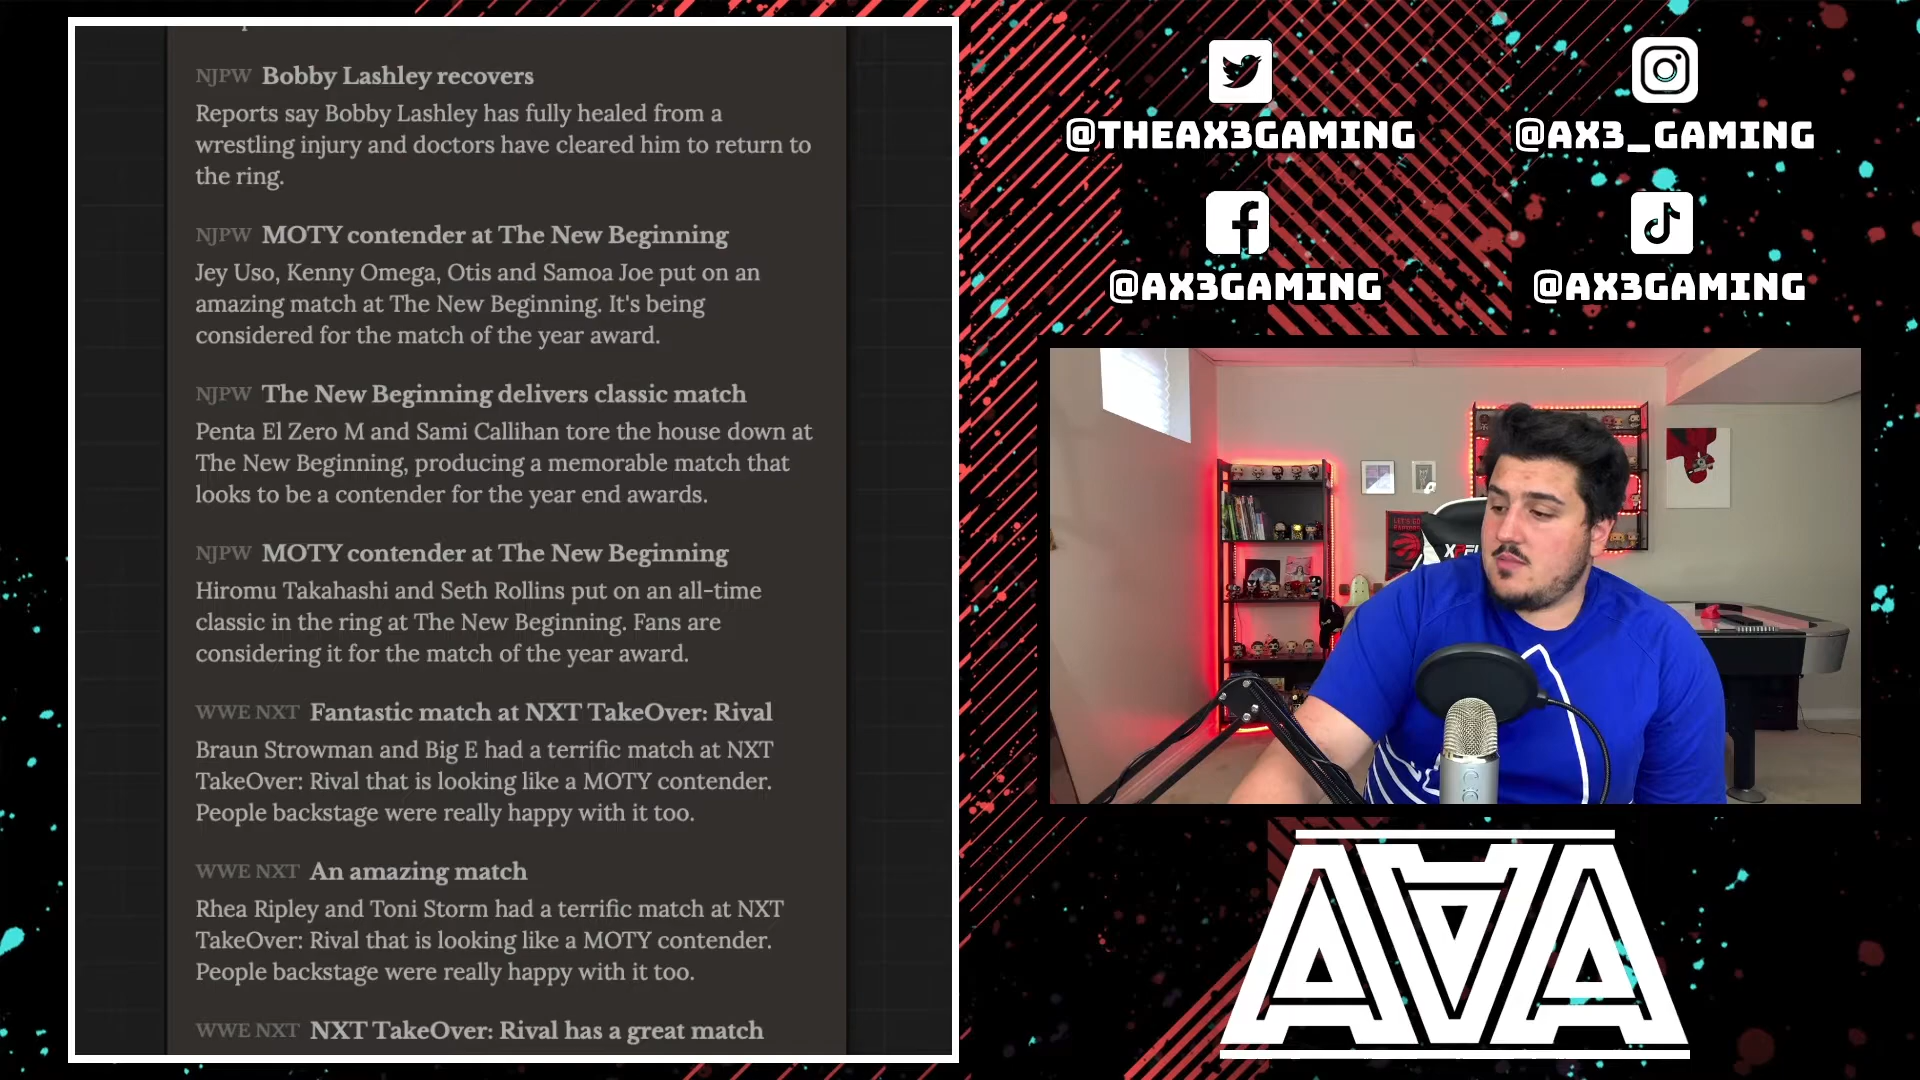 NJPW Bobby Lashley recovers
Reports say Bobby Lashley has fully healed from a
wrestling injury and doctors have cleared him to return to
the ring.
NJPW MOTY contender at The New Beginning
Jey Uso, Kenny Omega, Otis and Samoa Joe put on an
amazing match at The New Beginning. It's being
considered for the match of the year award.
NJPW The New Beginning delivers classic match
Penta El Zero M and Sami Callihan tore the house down at
The New Beginning, producing a memorable match that
looks to be a contender for the year end awards.
NJPW MOTY contender at The New Beginning
Hiromu Takahashi and Seth Rollins put on an all-time
classic in the ring at The New Beginning. Fans are
considering it for the match of the year award.
WWE NXT Fantastic match at NXT TakeOver: Rival
Braun Strowman and Big E had a terrific match at NXT
TakeOver: Rival that is looking like a MOTY contender.
People backstage were really happy with it too.
WWE NXT An amazing match
Rhea Ripley and Toni Storm had a terrific match at NXT
TakeOver: Rival that is looking like a MOTY contender.
People backstage were really happy with it too.
WWE NXT NXT TakeOver: Rival has a great match
@THEAX3GAMING
@AX3_GAMING
@AX3GAMING
@AX3GAMING
LET'S GO